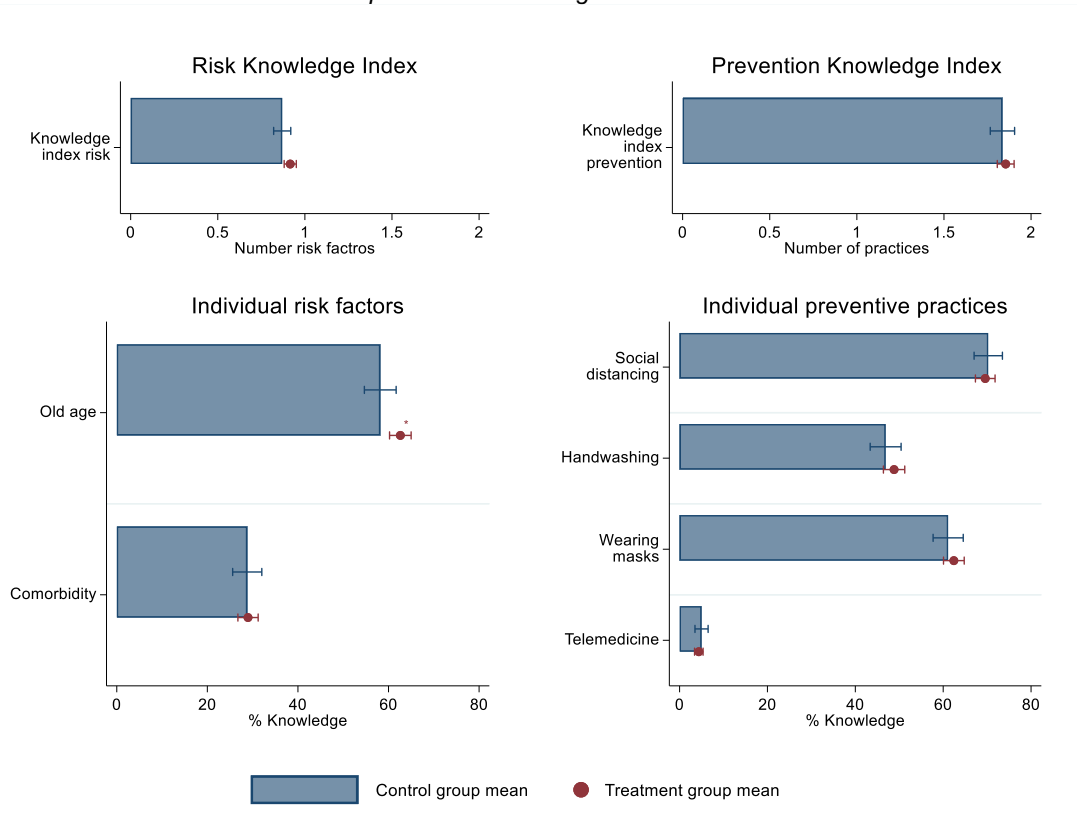 Risk Knowledge Index
Knowledge
index risk
0 0.5 1 1.5 2
Number risk factros
Prevention Knowledge Index
Knowledge
index
prevention
0 0.5 1 1.5 2
Number of practices
Individual risk factors
Old age
*
Comorbidity
0 20 40 60 80
% Knowledge
Individual preventive practices
Social
distancing
Handwashing
Wearing
masks
Telemedicine
0 20 40 60 80
% Knowledge
Control group mean
Treatment group mean